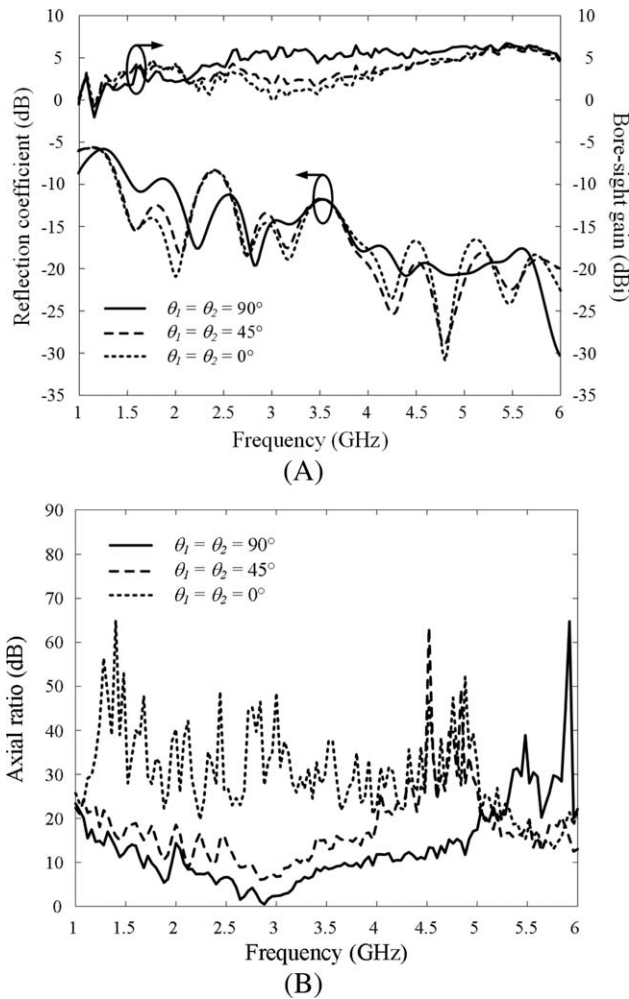 10
10
5
5
0
0
-5
-5
-10
-10
-15
-15
-20
-20
-25
-25
-30
-30
-35
-35
Reflection coefficient (dB)
Bore-sight gain (dBi)
θ1 = θ2 = 90°
θ1 = θ2 = 45°
θ1 = θ2 = 0°
1 1.5 2 2.5 3 3.5 4 4.5 5 5.5 6
Frequency (GHz)
(A)
90
80
70
60
50
40
30
20
10
0
Axial ratio (dB)
θ1 = θ2 = 90°
θ1 = θ2 = 45°
θ1 = θ2 = 0°
1 1.5 2 2.5 3 3.5 4 4.5 5 5.5 6
Frequency (GHz)
(B)